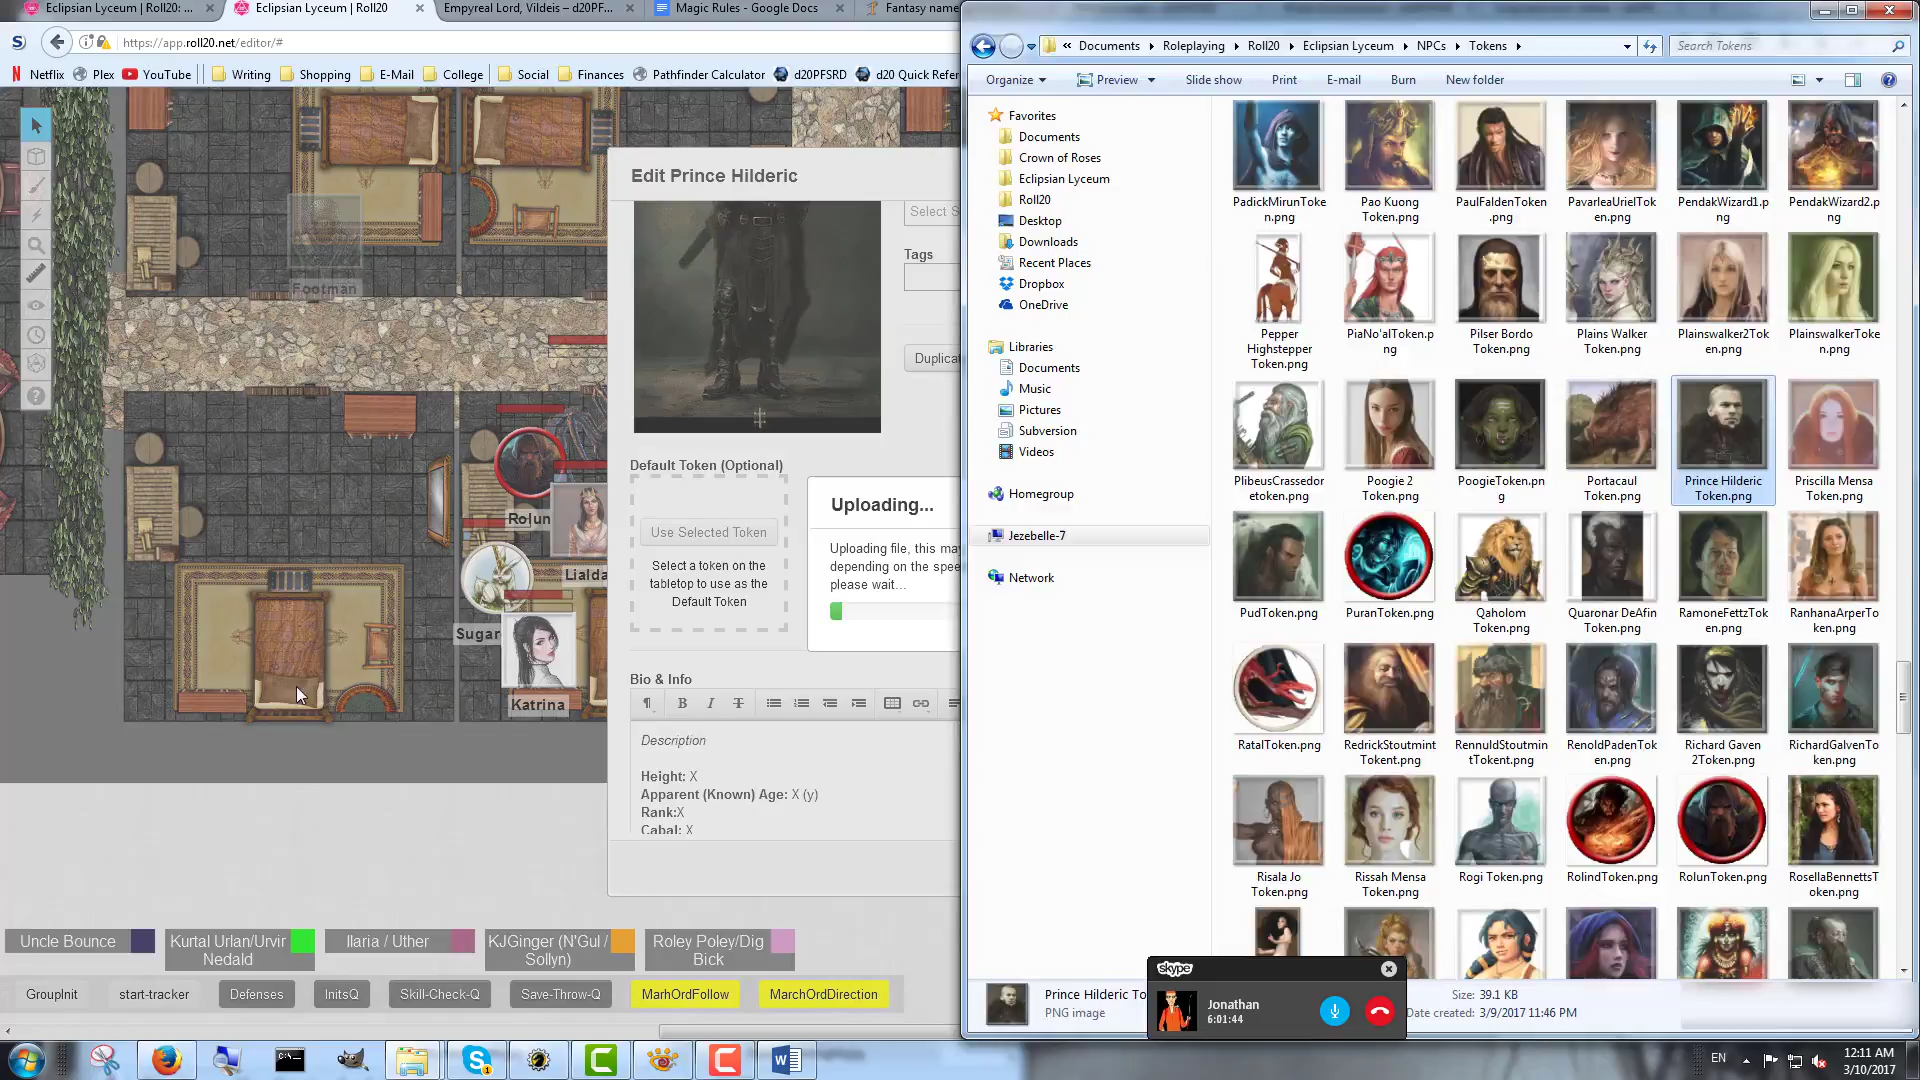 Eclipsian Lyceum | Roll20: ...
×
Eclipsian Lyceum | Roll20
×
Empyreal Lord, Vildeis – d20PF...
×
Magic Rules - Google Docs
×
Fantasy name
https://app.roll20.net/editor/#
Netflix
Plex
YouTube
Writing
Shopping
E-Mail
College
Social
Finances
Pathfinder Calculator
d20PFSRD
d20 Quick Refer
Footman
Rolun
Lialda
Sugar
Katrina
Edit Prince Hilderic
Select S
Tags
Duplicat
Default Token (Optional)
Use Selected Token
Select a token on the
tabletop to use as the
Default Token
Uploading...
Uploading file, this may
depending on the spee
please wait...
Bio & Info
Description
Height: X
Apparent (Known) Age: X (y)
Rank:X
Cabal: X
Uncle Bounce
Kurtal Urlan/Urvir
Nedald
Ilaria / Uther
KJGinger (N'Gul /
Sollyn)
Roley Poley/Dig
Bick
GroupInit
start-tracker
Defenses
InitsQ
Skill-Check-Q
Save-Throw-Q
MarhOrdFollow
MarchOrdDirection
« Documents ▸ Roleplaying ▸ Roll20 ▸ Eclipsian Lyceum ▸ NPCs ▸ Tokens ▸
Search Tokens
Organize
Preview
Slide show
Print
E-mail
Burn
New folder
Favorites
Documents
Crown of Roses
Eclipsian Lyceum
Roll20
Desktop
Downloads
Recent Places
Dropbox
OneDrive
Libraries
Documents
Music
Pictures
Subversion
Videos
Homegroup
Jezebelle-7
Network
PadickMirunToke
n.png
Pao Kuong
Token.png
PaulFaldenToken
.png
PavarleaUrielTok
en.png
PendakWizard1.p
ng
PendakWizard2.p
ng
Pepper
Highstepper
Token.png
PiaNo'alToken.p
ng
Pilser Bordo
Token.png
Plains Walker
Token.png
Plainswalker2Tok
en.png
PlainswalkerToke
n.png
PlibeusCrassedor
etoken.png
Poogie 2
Token.png
PoogieToken.pn
g
Portacaul
Token.png
Prince Hilderic
Token.png
Priscilla Mensa
Token.png
PudToken.png
PuranToken.png
Qaholom
Token.png
Quaronar DeAfin
Token.png
RamoneFettzTok
en.png
RanhanaArperTo
ken.png
RatalToken.png
RedrickStoutmint
Tokent.png
RennuldStoutmin
tTokent.png
RenoldPadenTok
en.png
Richard Gaven
2Token.png
RichardGalvenTo
ken.png
Risala Jo
Token.png
Rissah Mensa
Token.png
Rogi Token.png
RolindToken.png
RolunToken.png
RosellaBennettsT
oken.png
Prince Hilderic To
PNG image
Size: 39.1 KB
Date created: 3/9/2017 11:46 PM
skype
Jonathan
6:01:44
EN
12:11 AM
3/10/2017